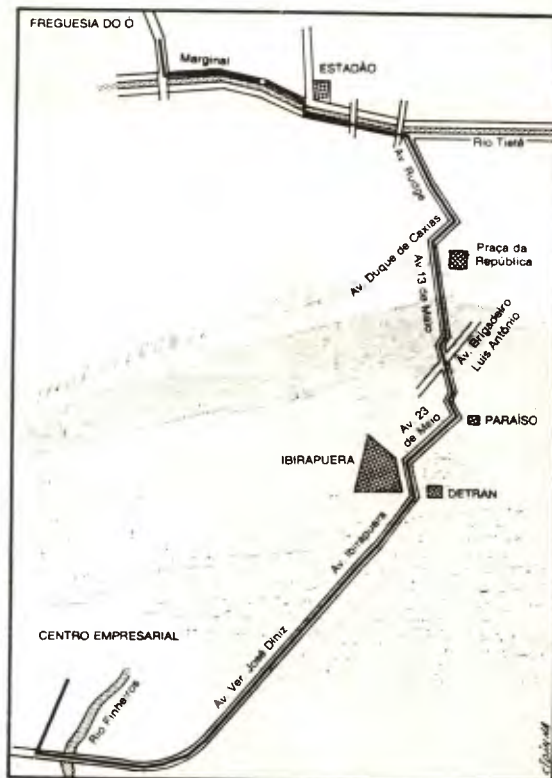 FREGUESIA DO Ó
Marginal
ESTADÃO
Rio Tietê
Av. Rudge
Av. Duque de Caxias
Praça da
República
Av. 13 de Maio
Av. Brigadeiro
Luís Antônio
Av. 23
de Maio
PARAÍSO
IBIRAPUERA
DETRAN
Av. Ibirapuera
CENTRO EMPRESARIAL
Av. Ver José Diniz
Rio Pinheiros